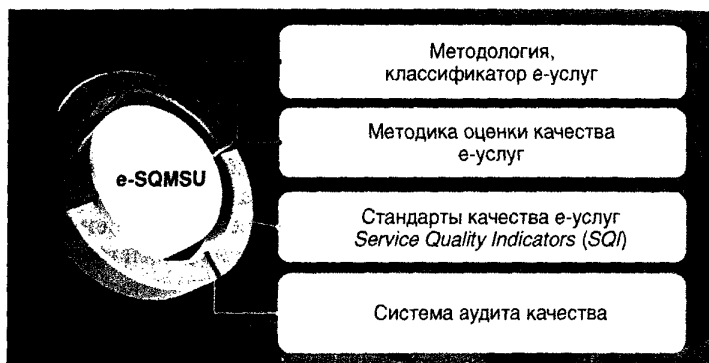 e-SQMSU
Методология,
классификатор е-услуг
Методика оценки качества
е-услуг
Стандарты качества е-услуг
Service Quality Indicators (SQI)
Система аудита качества